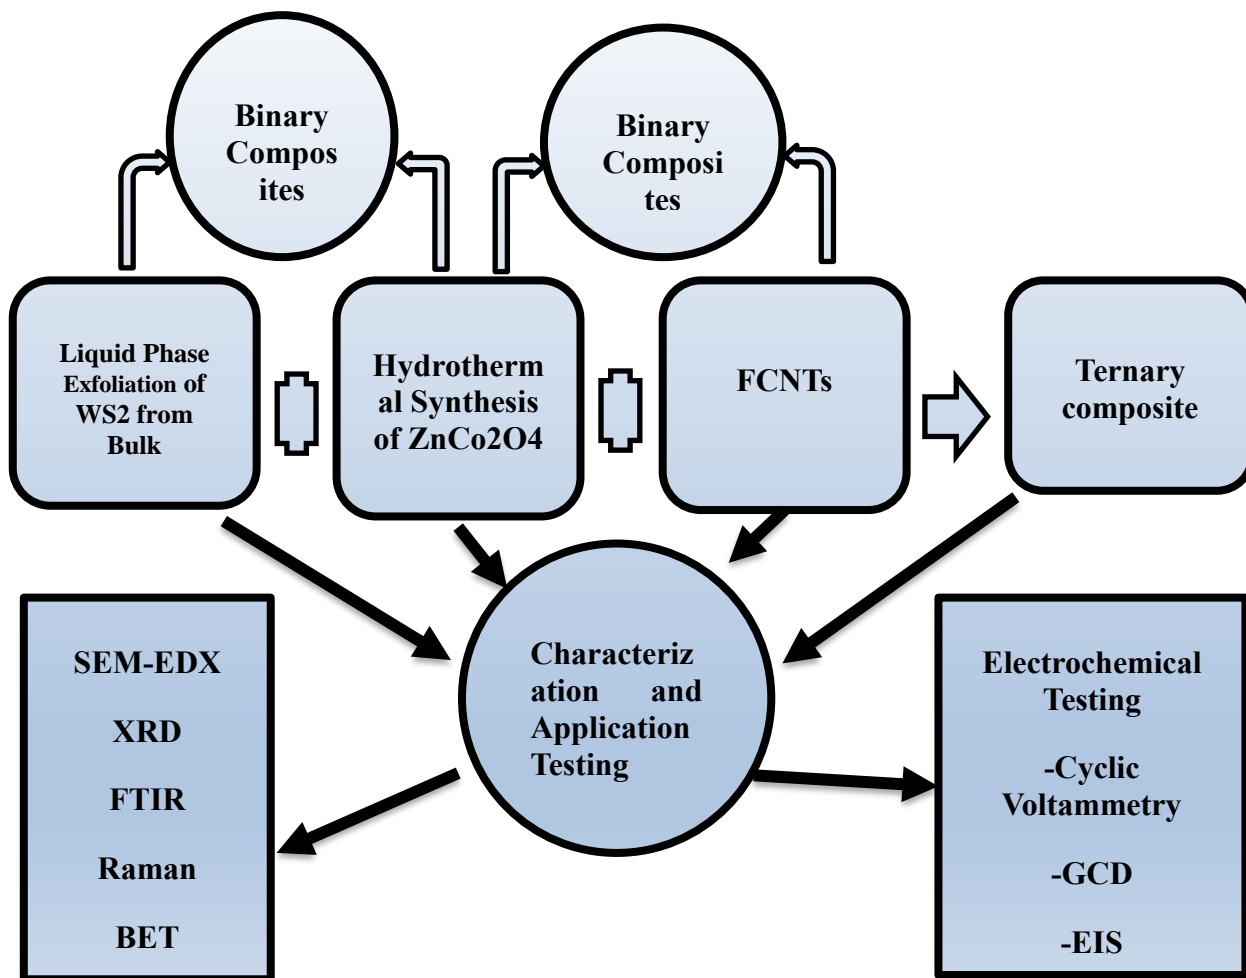 Binary
Compos
ites
Binary
Composi
tes
Liquid Phase
Exfoliation of
WS2 from
Bulk
Hydrotherm
al Synthesis
of ZnCo2O4
FCNTs
Ternary
composite
Characteriz
ation and
Application
Testing
SEM-EDX
XRD
FTIR
Raman
BET
Electrochemical
Testing
-Cyclic
Voltammetry
-GCD
-EIS